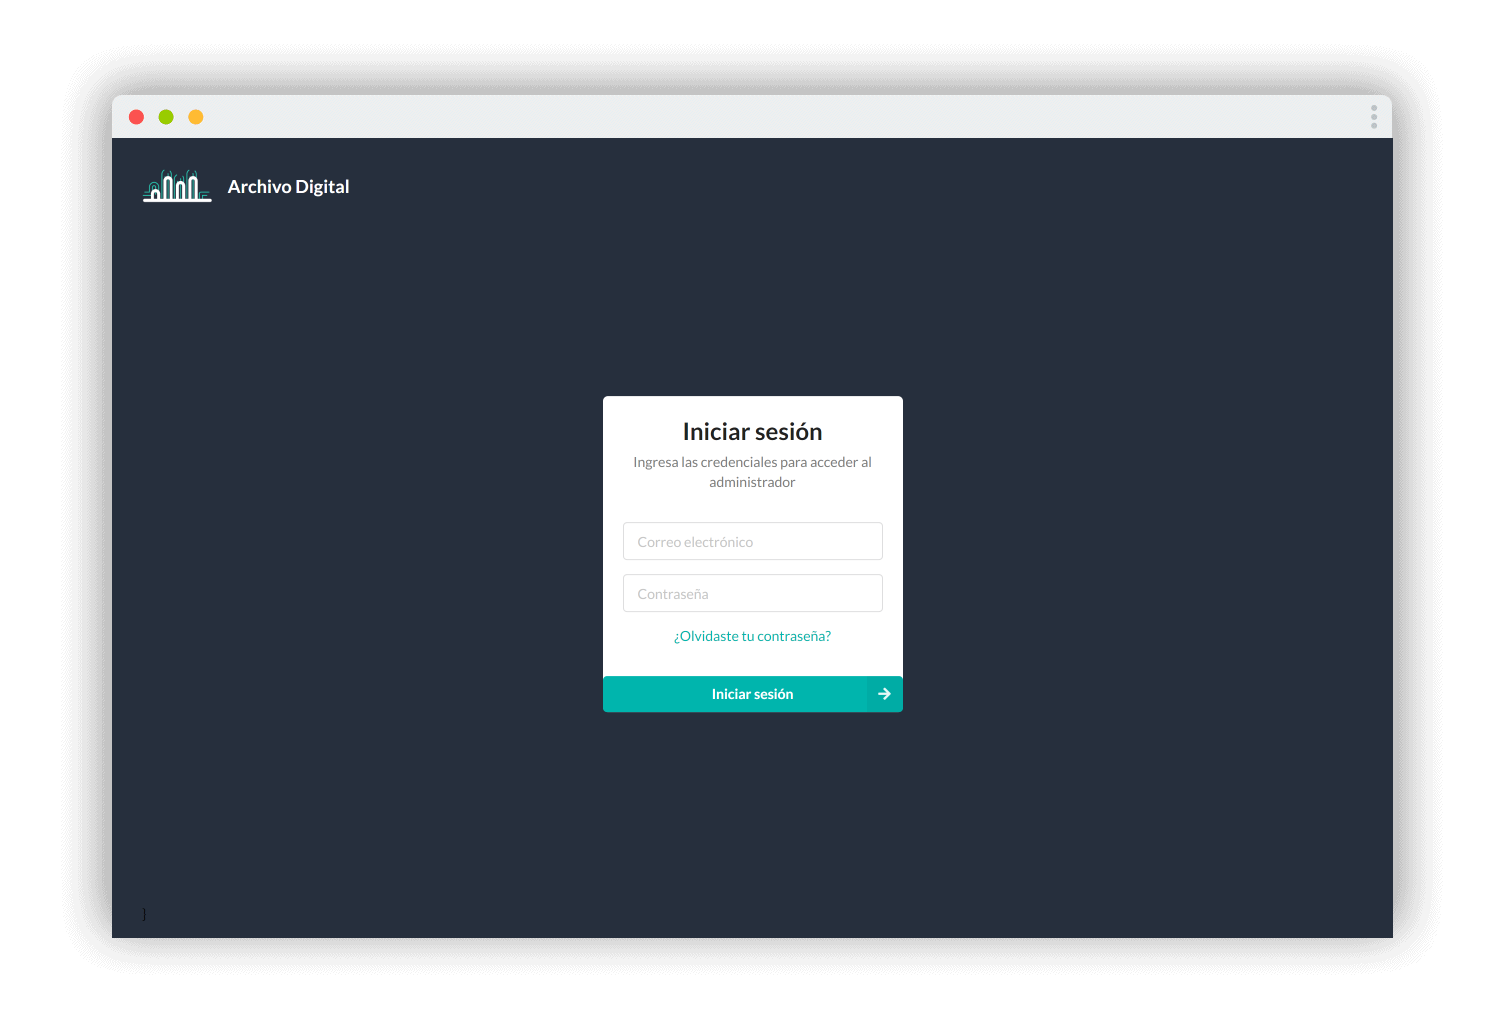 Archivo Digital
Iniciar sesión
Ingresa las credenciales para acceder al
administrador
Correo electrónico
Contraseña
¿Olvidaste tu contraseña?
Iniciar sesión
]